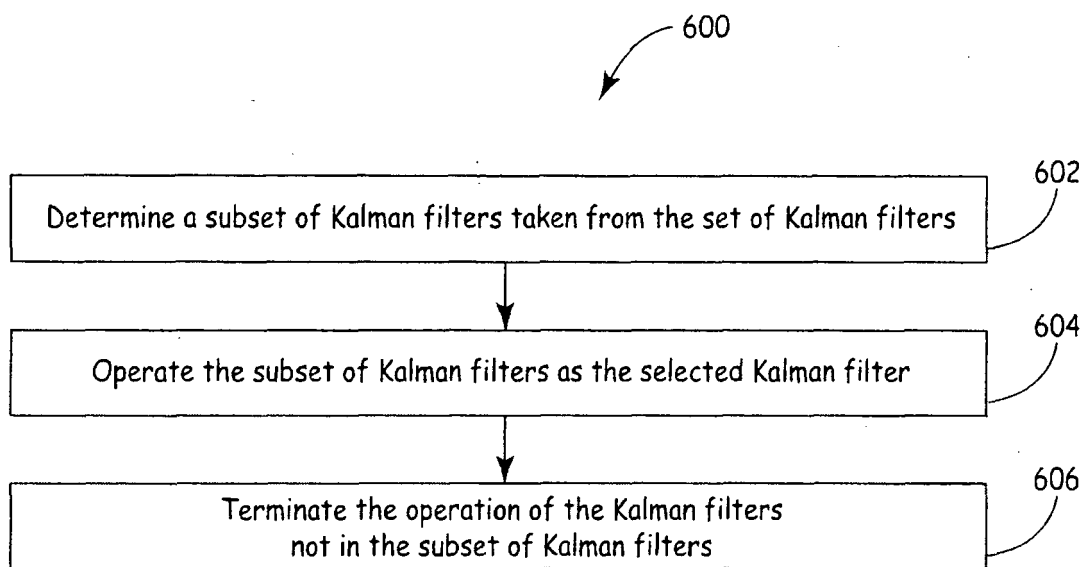 600
602
Determine a subset of Kalman filters taken from the set of Kalman filters
604
Operate the subset of Kalman filters as the selected Kalman filter
606
Terminate the operation of the Kalman filters
not in the subset of Kalman filters